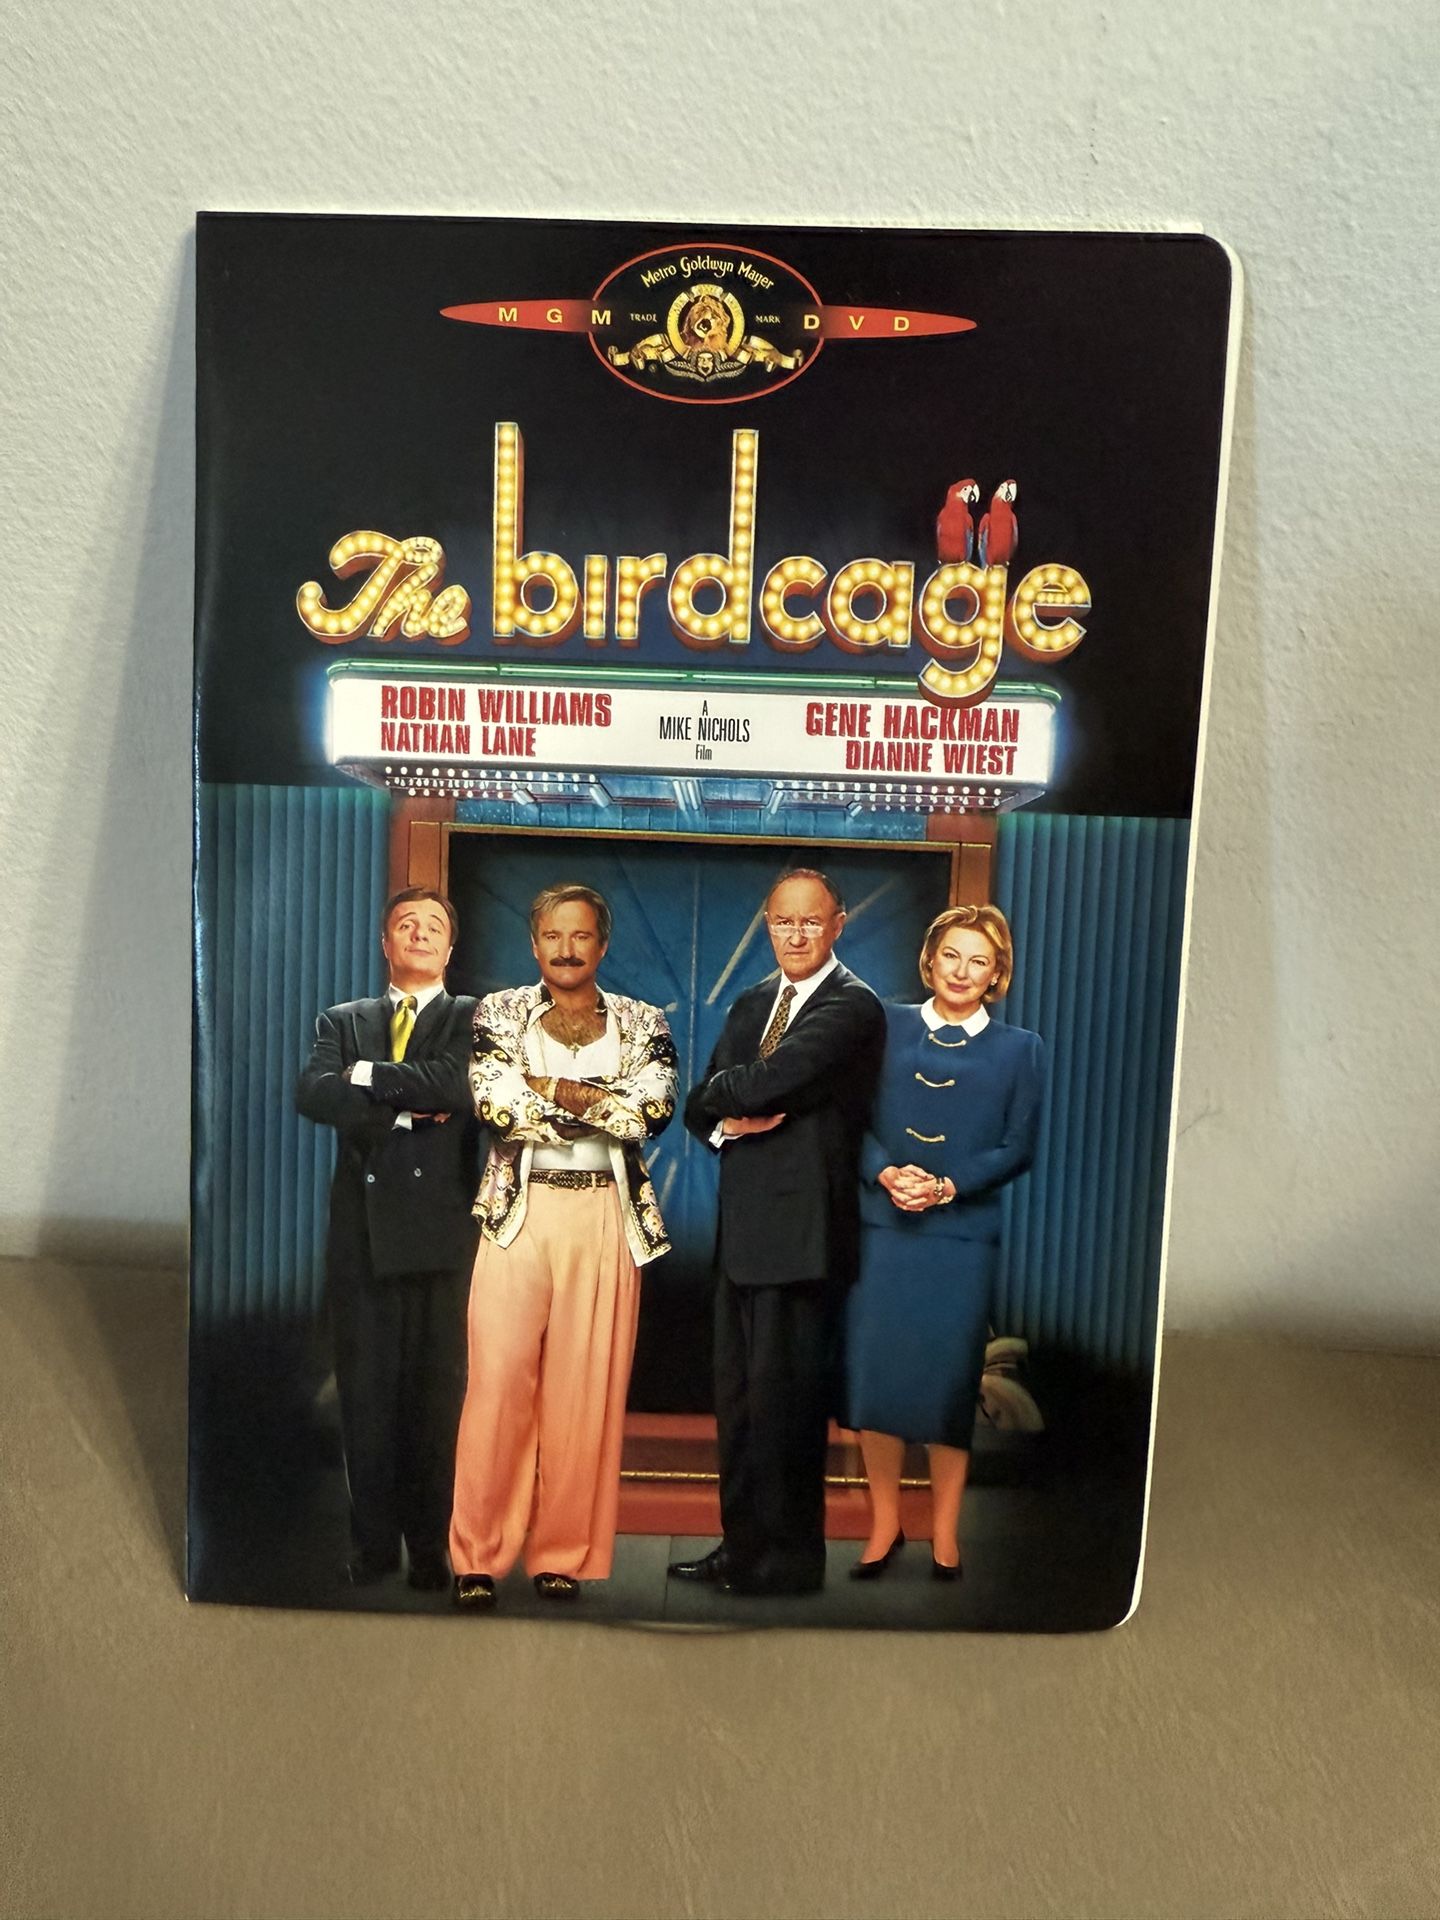 Metro Goldwyn Mayer
MGM TRADE MARK DVD
The birdcage
ROBIN WILLIAMS
NATHAN LANE
A
MIKE NICHOLS
Film
GENE HACKMAN
DIANNE WIEST